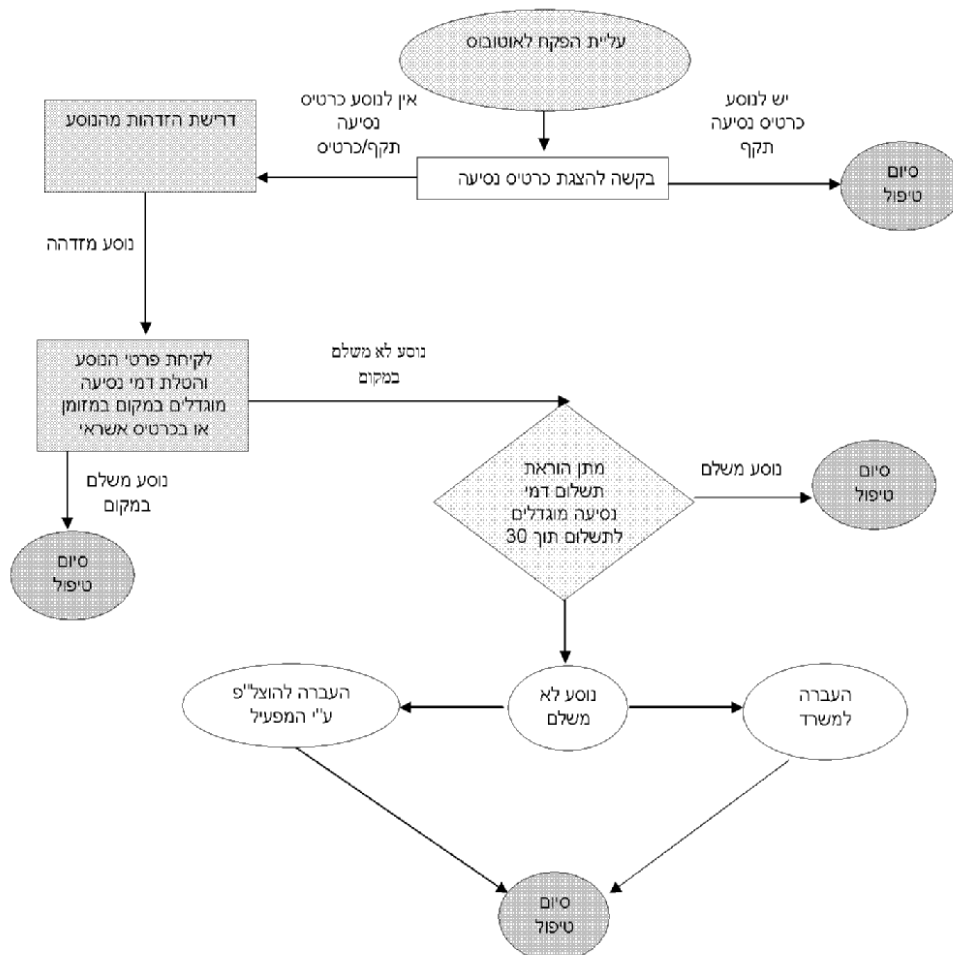 עליית הפקח לאוטובוס
יש לנוסע
כרטיס נסיעה
תקף
אין לנוסע כרטיס
נסיעה
תקף/כרטיס
דרישת הזדהות מהנוסע
בקשה להצגת כרטיס נסיעה
סיום
טיפול
נוסע מזדהה
לקיחת פרטי הנוסע
והטלת דמי נסיעה
מוגדלים במקום במזומן
או בכרטיס אשראי
נוסע לא משלם
במקום
נוסע משלם
במקום
סיום
טיפול
מתן הוראת
תשלום דמי
נסיעה מוגדלים
לתשלום תוך 30
נוסע משלם
סיום
טיפול
העברה
למשרד
נוסע לא
משלם
העברה להוצל"פ
ע"י המפעיל
סיום
טיפול